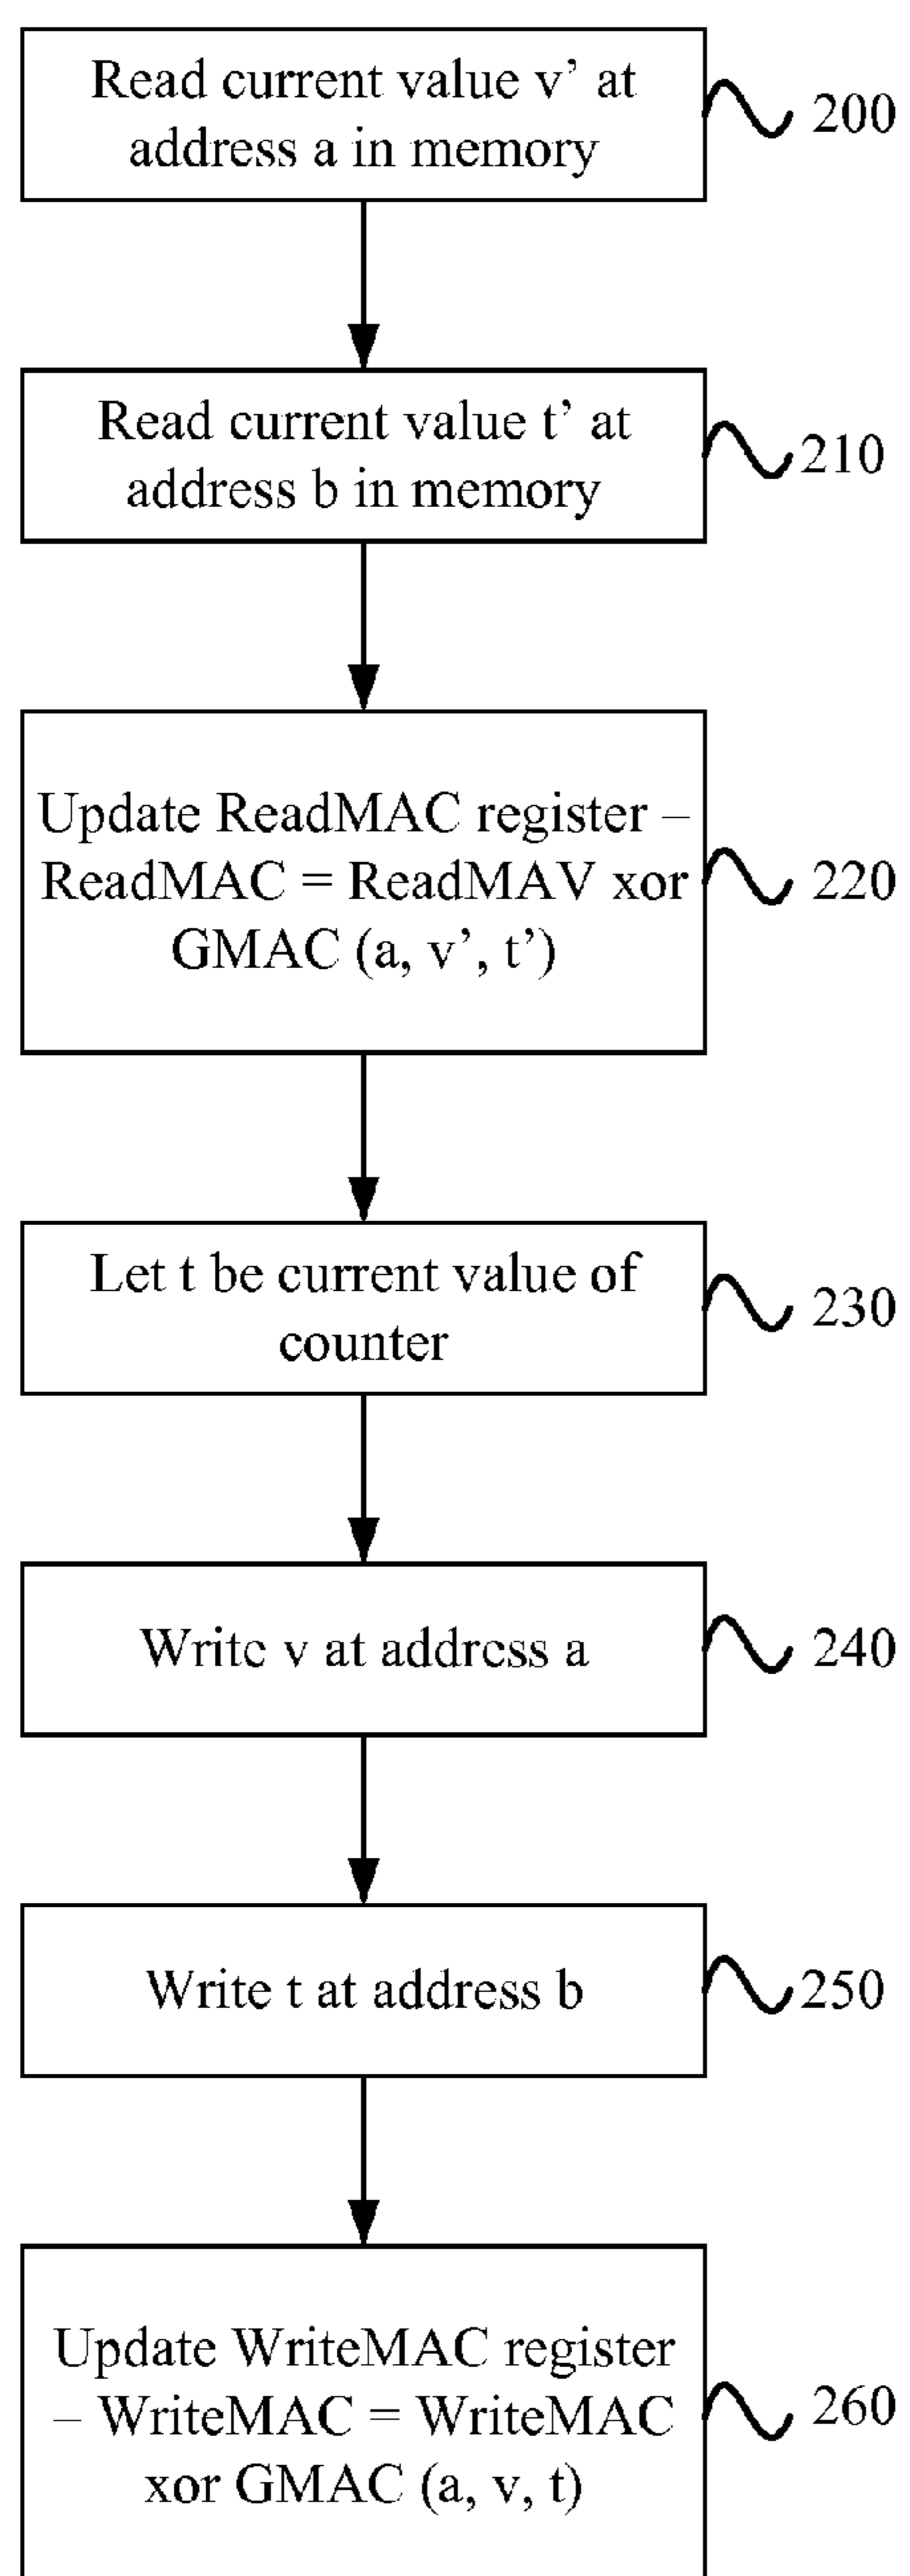 Read current value v’ at
address a in memory
200
Read current value t’ at
address b in memory
210
Update ReadMAC register –
ReadMAC = ReadMAV xor
GMAC (a, v’, t’)
220
Let t be current value of
counter
230
Write v at address a
240
Write t at address b
250
Update WriteMAC register
– WriteMAC = WriteMAC
xor GMAC (a, v, t)
260